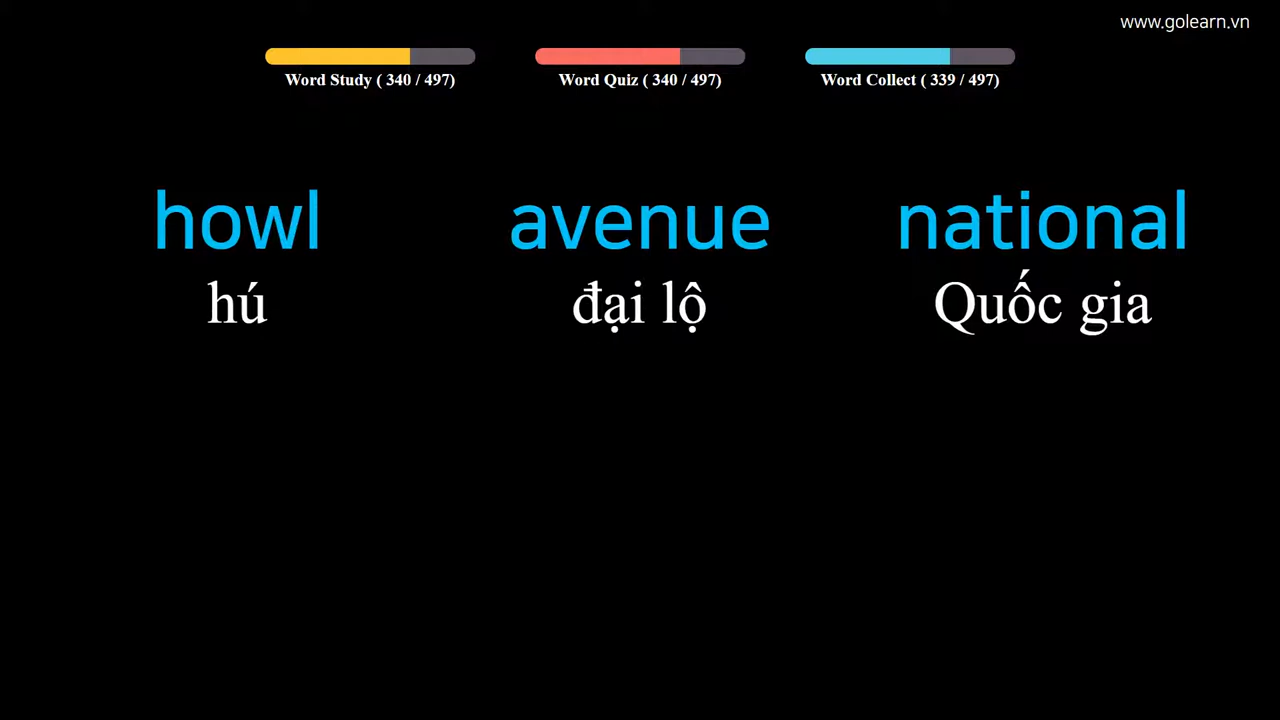 www.golearn.vn
Word Study ( 340 / 497)
Word Quiz ( 340 / 497)
Word Collect ( 339 / 497)
howl
hú
avenue
đại lộ
national
Quốc gia